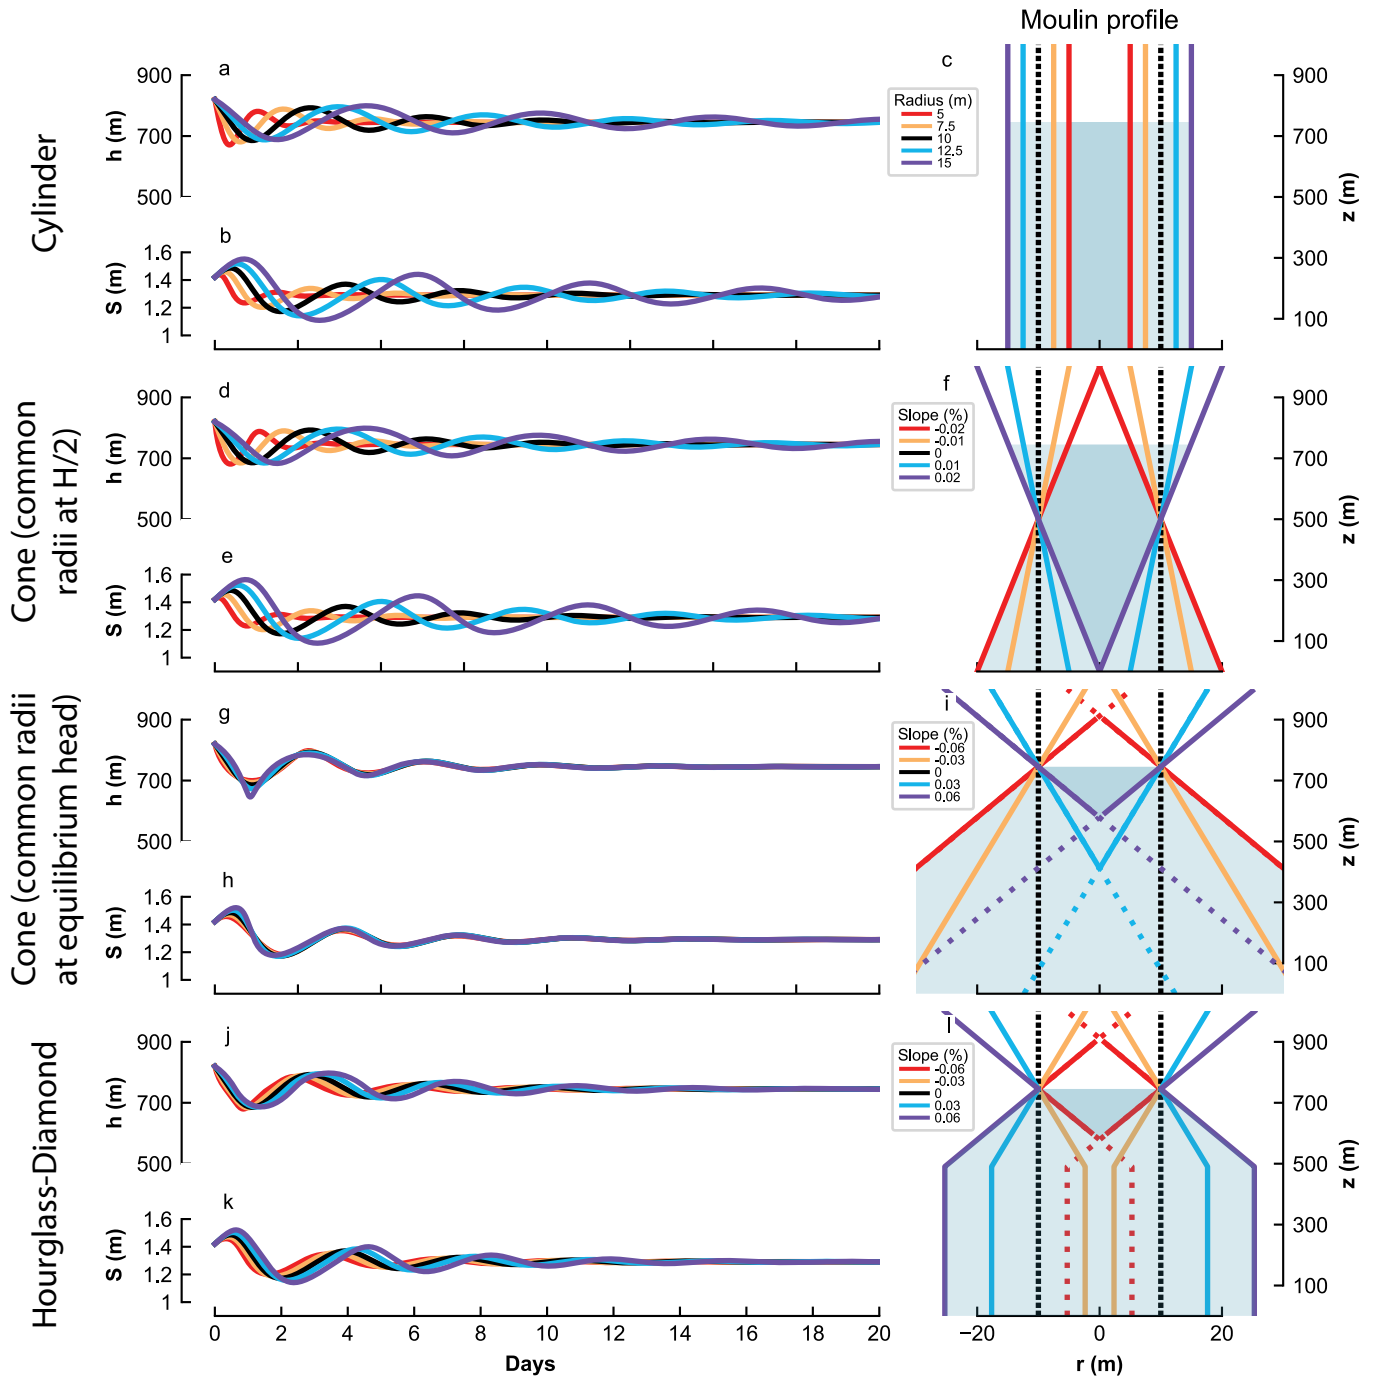 Moulin profile
Cylinder
a
900
700
500
h (m)
b
1.6
1.4
1.2
1
S (m)
c
Radius (m)
5
7.5
10
12.5
15
900
700
500
300
100
z (m)
Cone (common
radii at H/2)
d
900
700
500
h (m)
e
1.6
1.4
1.2
1
S (m)
f
Slope (%)
-0.02
-0.01
0
0.01
0.02
900
700
500
300
100
z (m)
Cone (common radii
at equilibrium head)
g
900
700
500
h (m)
h
1.6
1.4
1.2
1
S (m)
i
Slope (%)
-0.06
-0.03
0
0.03
0.06
900
700
500
300
100
z (m)
Hourglass-Diamond
j
900
700
500
h (m)
k
1.6
1.4
1.2
1
S (m)
0 2 4 6 8 10 12 14 16 18 20
Days
l
Slope (%)
-0.06
-0.03
0
0.03
0.06
900
700
500
300
100
z (m)
−20 0 20
r (m)